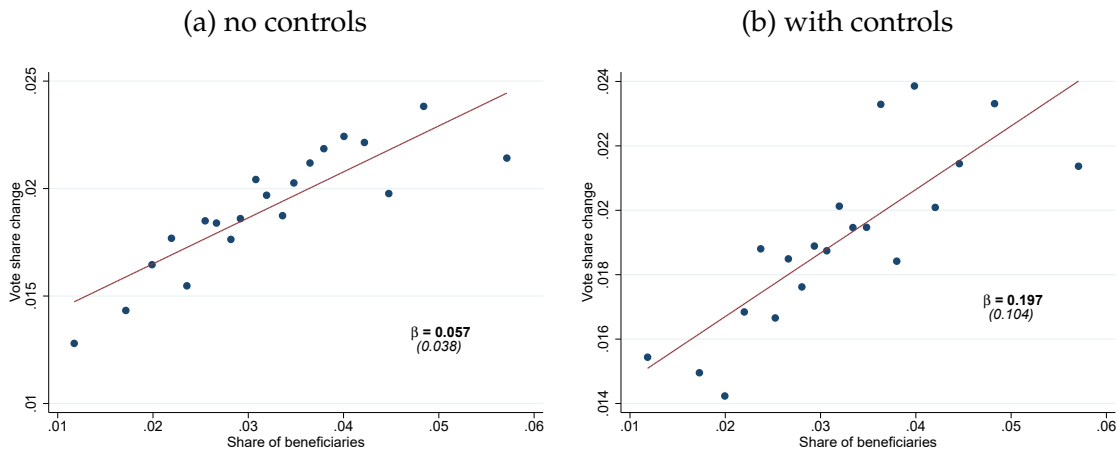 (a) no controls
.025
.02
.015
.01
Vote share change
β = 0.057
(0.038)
.01 .02 .03 .04 .05 .06
Share of beneficiaries
(b) with controls
.024
.022
.02
.018
.016
.014
Vote share change
β = 0.197
(0.104)
.01 .02 .03 .04 .05 .06
Share of beneficiaries